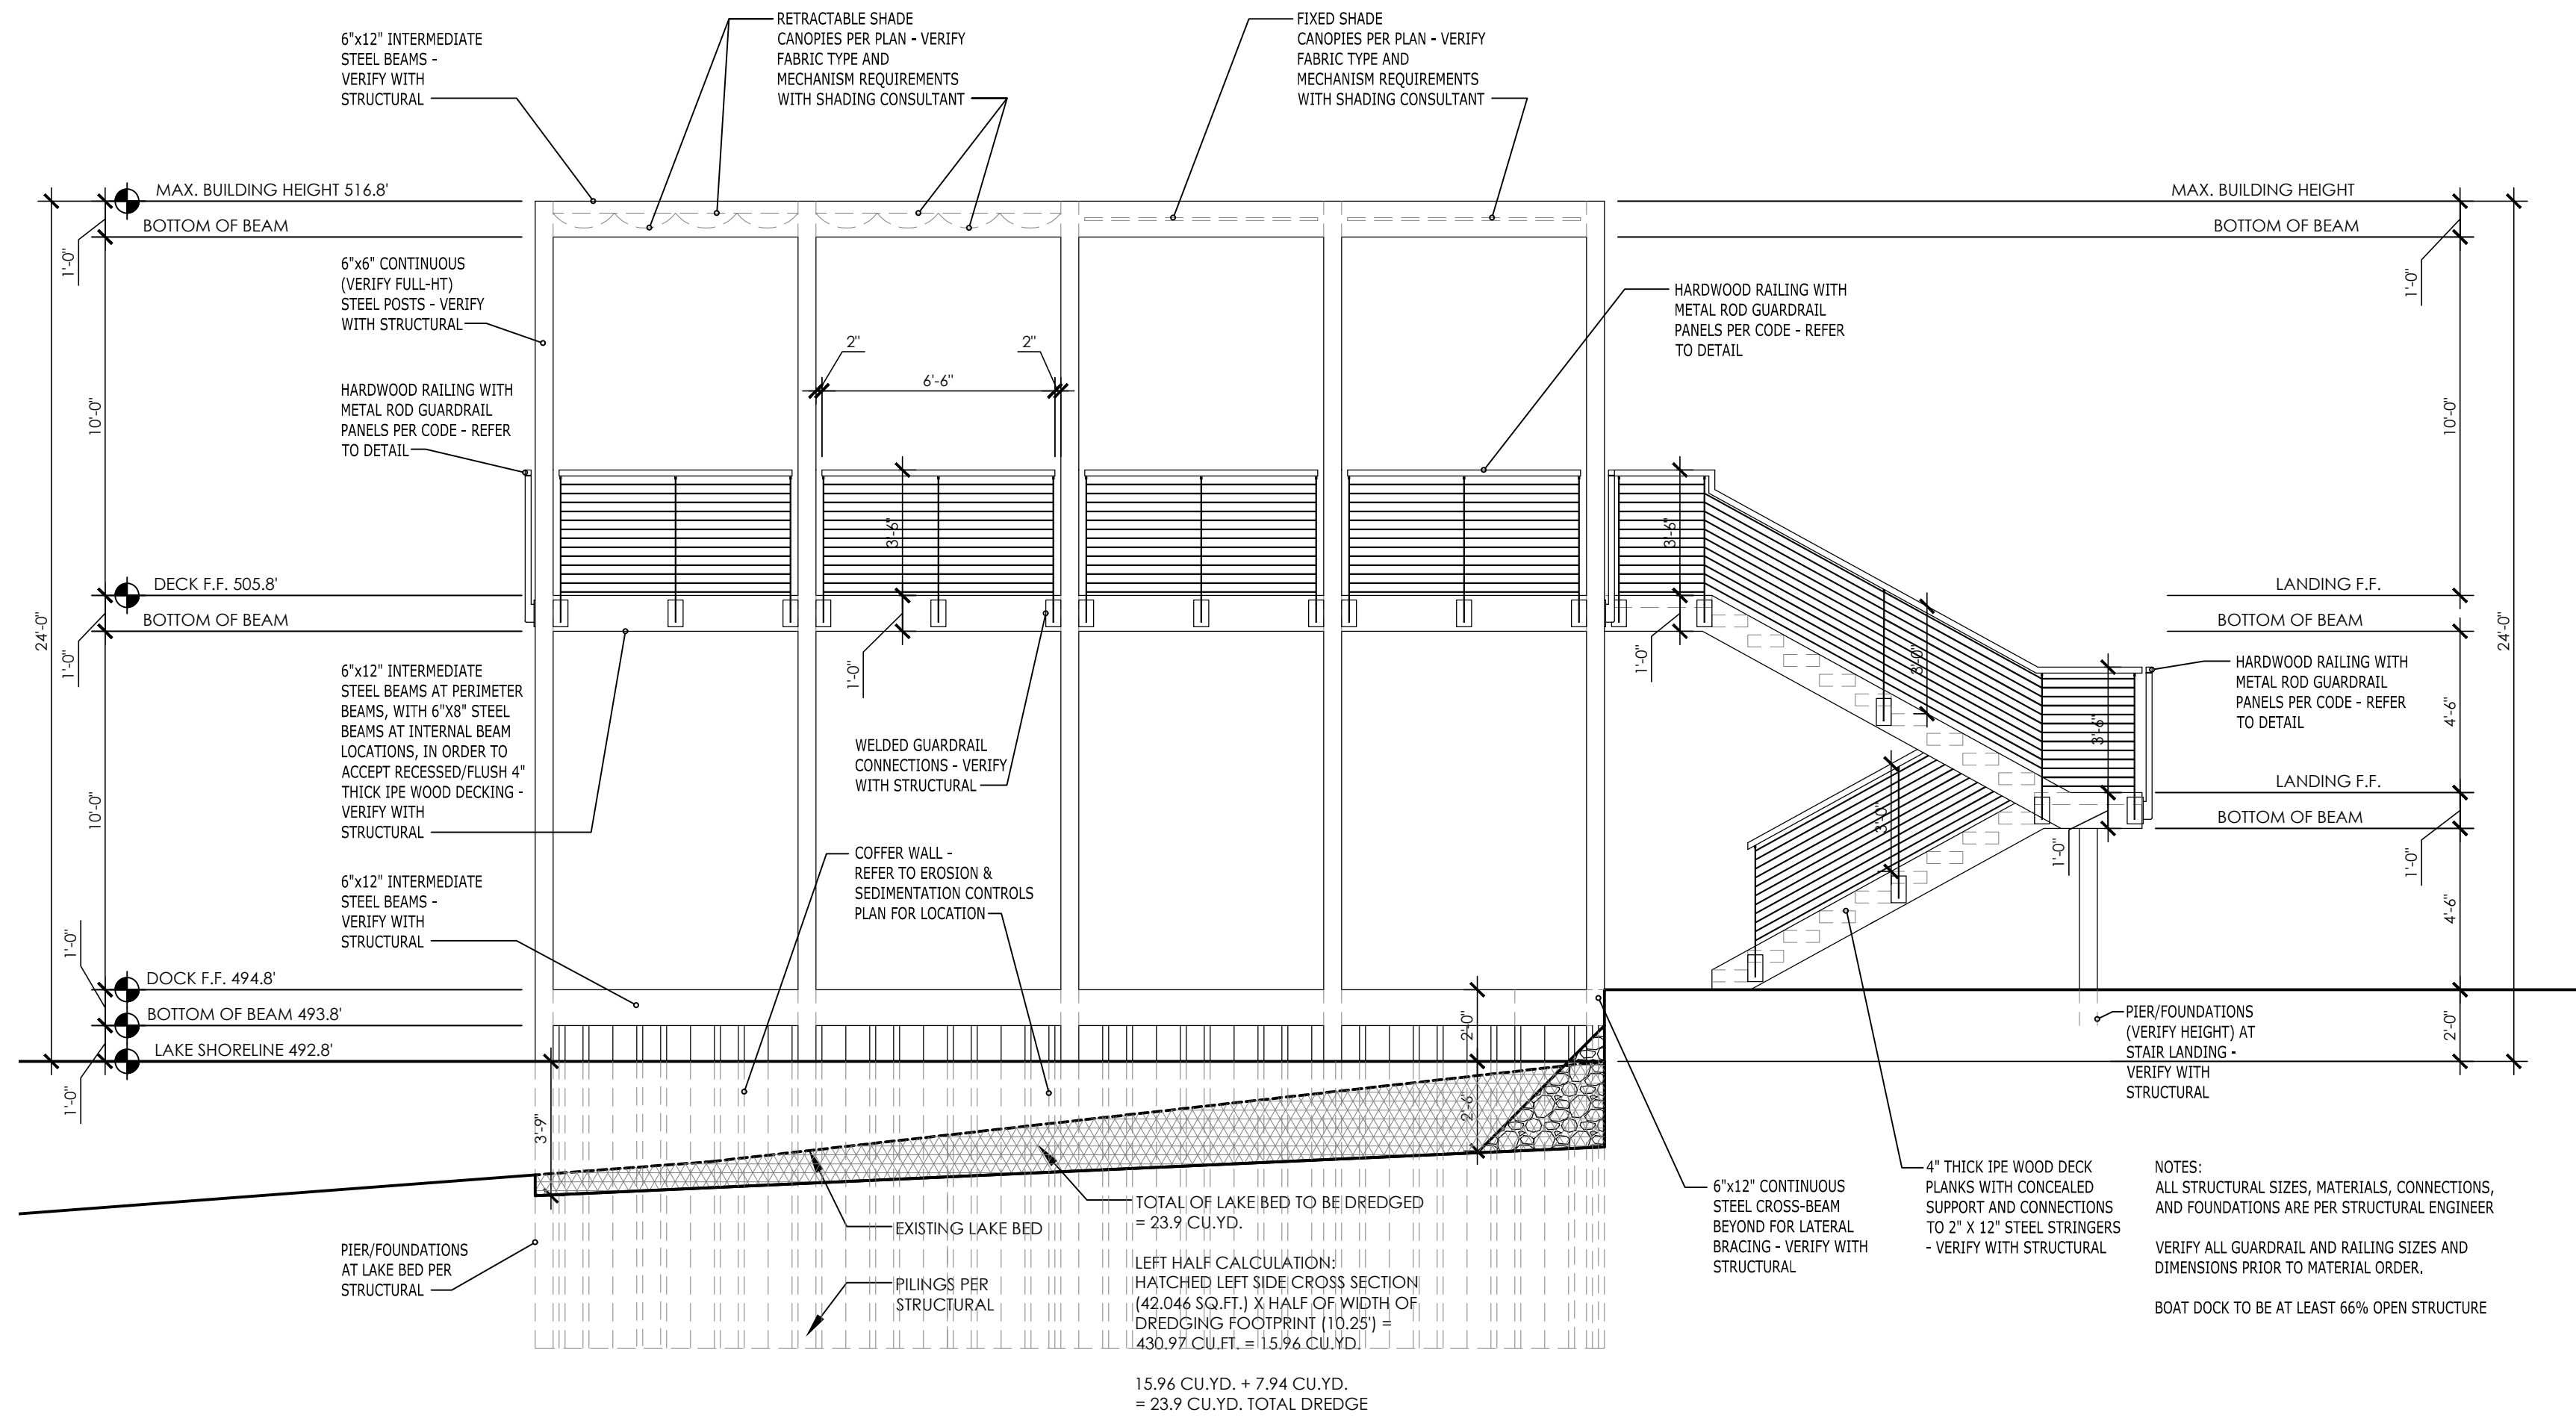 6"x12" INTERMEDIATE
STEEL BEAMS -
VERIFY WITH
STRUCTURAL
RETRACTABLE SHADE
CANOPIES PER PLAN - VERIFY
FABRIC TYPE AND
MECHANISM REQUIREMENTS
WITH SHADING CONSULTANT
FIXED SHADE
CANOPIES PER PLAN - VERIFY
FABRIC TYPE AND
MECHANISM REQUIREMENTS
WITH SHADING CONSULTANT
MAX. BUILDING HEIGHT 516.8'
BOTTOM OF BEAM
MAX. BUILDING HEIGHT
BOTTOM OF BEAM
1'-0"
1'-0"
6"x6" CONTINUOUS
(VERIFY FULL-HT)
STEEL POSTS - VERIFY
WITH STRUCTURAL
HARDWOOD RAILING WITH
METAL ROD GUARDRAIL
PANELS PER CODE - REFER
TO DETAIL
2"
2"
6'-6"
HARDWOOD RAILING WITH
METAL ROD GUARDRAIL
PANELS PER CODE - REFER
TO DETAIL
10'-0"
10'-0"
3'-6"
3'-6"
DECK F.F. 505.8'
BOTTOM OF BEAM
LANDING F.F.
BOTTOM OF BEAM
24'-0"
24'-0"
1'-0"
1'-0"
1'-0"
3'-0"
HARDWOOD RAILING WITH
METAL ROD GUARDRAIL
PANELS PER CODE - REFER
TO DETAIL
4'-6"
3'-6"
6"x12" INTERMEDIATE
STEEL BEAMS AT PERIMETER
BEAMS, WITH 6"X8" STEEL
BEAMS AT INTERNAL BEAM
LOCATIONS, IN ORDER TO
ACCEPT RECESSED/FLUSH 4"
THICK IPE WOOD DECKING -
VERIFY WITH
STRUCTURAL
10'-0"
WELDED GUARDRAIL
CONNECTIONS - VERIFY
WITH STRUCTURAL
LANDING F.F.
BOTTOM OF BEAM
3'-0"
1'-0"
1'-0"
COFFER WALL -
REFER TO EROSION &
SEDIMENTATION CONTROLS
PLAN FOR LOCATION
6"x12" INTERMEDIATE
STEEL BEAMS -
VERIFY WITH
STRUCTURAL
4'-6"
1'-0"
DOCK F.F. 494.8'
BOTTOM OF BEAM 493.8'
LAKE SHORELINE 492.8'
1'-0"
2'-0"
2'-0"
2'-6"
3'-9"
PIER/FOUNDATIONS
(VERIFY HEIGHT) AT
STAIR LANDING -
VERIFY WITH
STRUCTURAL
EXISTING LAKE BED
TOTAL OF LAKE BED TO BE DREDGED
= 23.9 CU.YD.
PIER/FOUNDATIONS
AT LAKE BED PER
STRUCTURAL
PILINGS PER
STRUCTURAL
LEFT HALF CALCULATION:
HATCHED LEFT SIDE CROSS SECTION
(42.046 SQ.FT.) X HALF OF WIDTH OF
DREDGING FOOTPRINT (10.25') =
430.97 CU.FT. = 15.96 CU.YD.
15.96 CU.YD. + 7.94 CU.YD.
= 23.9 CU.YD. TOTAL DREDGE
6"x12" CONTINUOUS
STEEL CROSS-BEAM
BEYOND FOR LATERAL
BRACING - VERIFY WITH
STRUCTURAL
4" THICK IPE WOOD DECK
PLANKS WITH CONCEALED
SUPPORT AND CONNECTIONS
TO 2" X 12" STEEL STRINGERS
- VERIFY WITH STRUCTURAL
NOTES:
ALL STRUCTURAL SIZES, MATERIALS, CONNECTIONS,
AND FOUNDATIONS ARE PER STRUCTURAL ENGINEER
VERIFY ALL GUARDRAIL AND RAILING SIZES AND
DIMENSIONS PRIOR TO MATERIAL ORDER.
BOAT DOCK TO BE AT LEAST 66% OPEN STRUCTURE